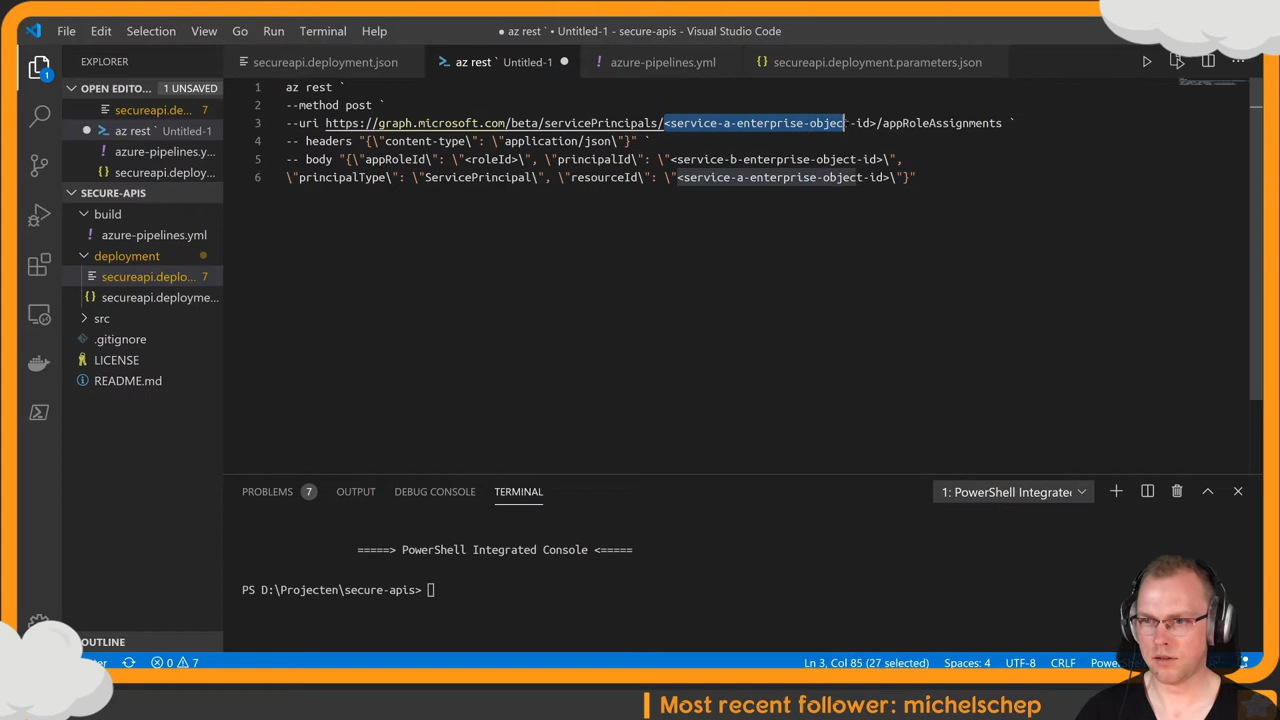 File Edit Selection View Go Run Terminal Help
● az rest ` • Untitled-1 - secure-apis - Visual Studio Code
EXPLORER
secureapi.deployment.json
az rest ` Untitled-1 ●
azure-pipelines.yml
secureapi.deployment.parameters.json
1
OPEN EDITO... 1 UNSAVED
secureapi.de... 7
● az rest ` Untitled-1
azure-pipelines....
secureapi.deploy...
SECURE-APIS
build
azure-pipelines.yml
deployment
secureapi.deplo... 7
secureapi.deployme...
src
.gitignore
LICENSE
README.md
OUTLINE
1 az rest `
2 --method post `
3 --uri https://graph.microsoft.com/beta/servicePrincipals/<service-a-enterprise-object-id>/appRoleAssignments `
4 -- headers "{\"content-type\": \"application/json\"}" `
5 -- body "{\"appRoleId\": \"<roleId>\", \"principalId\": \"<service-b-enterprise-object-id>\",
6 \"principalType\": \"ServicePrincipal\", \"resourceId\": \"<service-a-enterprise-object-id>\"}"
PROBLEMS 7 OUTPUT DEBUG CONSOLE TERMINAL
1: PowerShell Integrate
=====> PowerShell Integrated Console <=====
PS D:\Projecten\secure-apis>
0 7
Ln 3, Col 85 (27 selected) Spaces: 4 UTF-8 CRLF
Most recent follower: michelschep